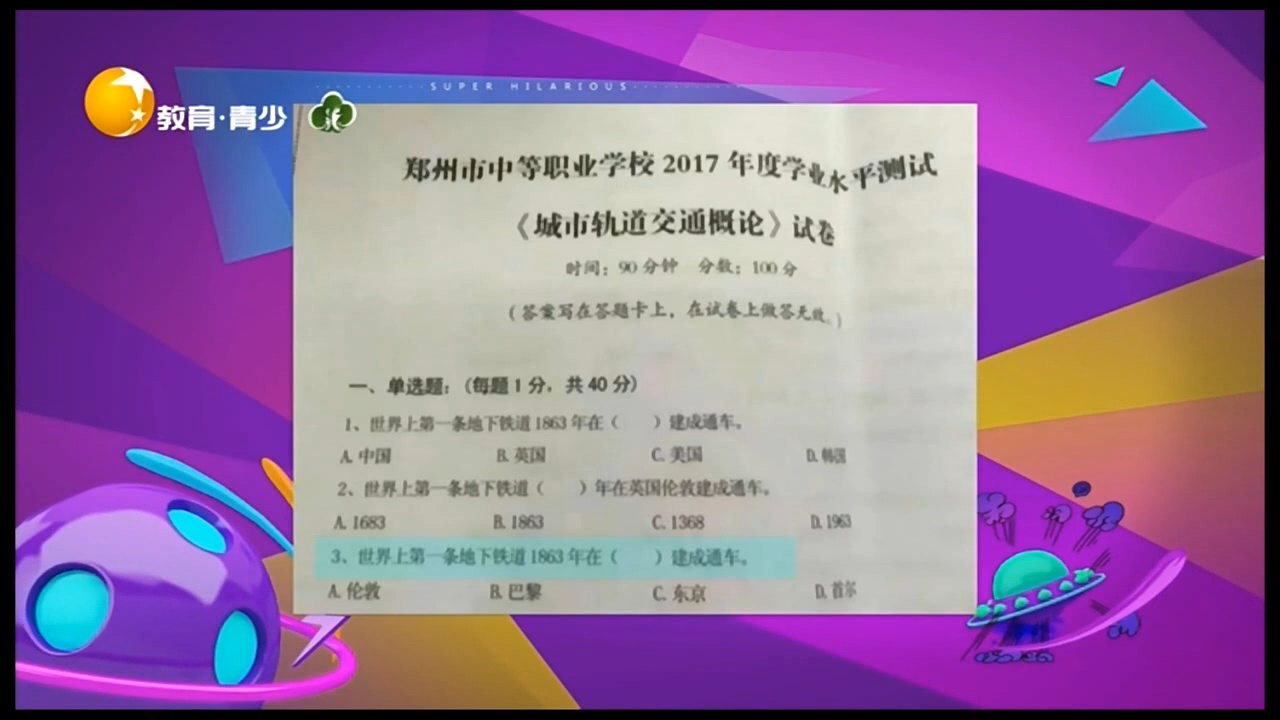 SUPER HILARIOUS
教育·青少
郑州市中等职业学校 2017 年度学业水平测试
《城市轨道交通概论》试卷
时间：90 分钟 分数：100 分
（答案写在答题卡上，在试卷上做答无效。）
一、单选题：（每题 1 分，共 40 分）
1、世界上第一条地下铁道 1863 年在（ ）建成通车。
A. 中国 B. 英国 C. 美国 D. 韩国
2、世界上第一条地下铁道（ ）年在英国伦敦建成通车。
A. 1683 B. 1863 C. 1368 D. 1963
3、世界上第一条地下铁道 1863 年在（ ）建成通车。
A. 伦敦 B. 巴黎 C. 东京 D. 首尔